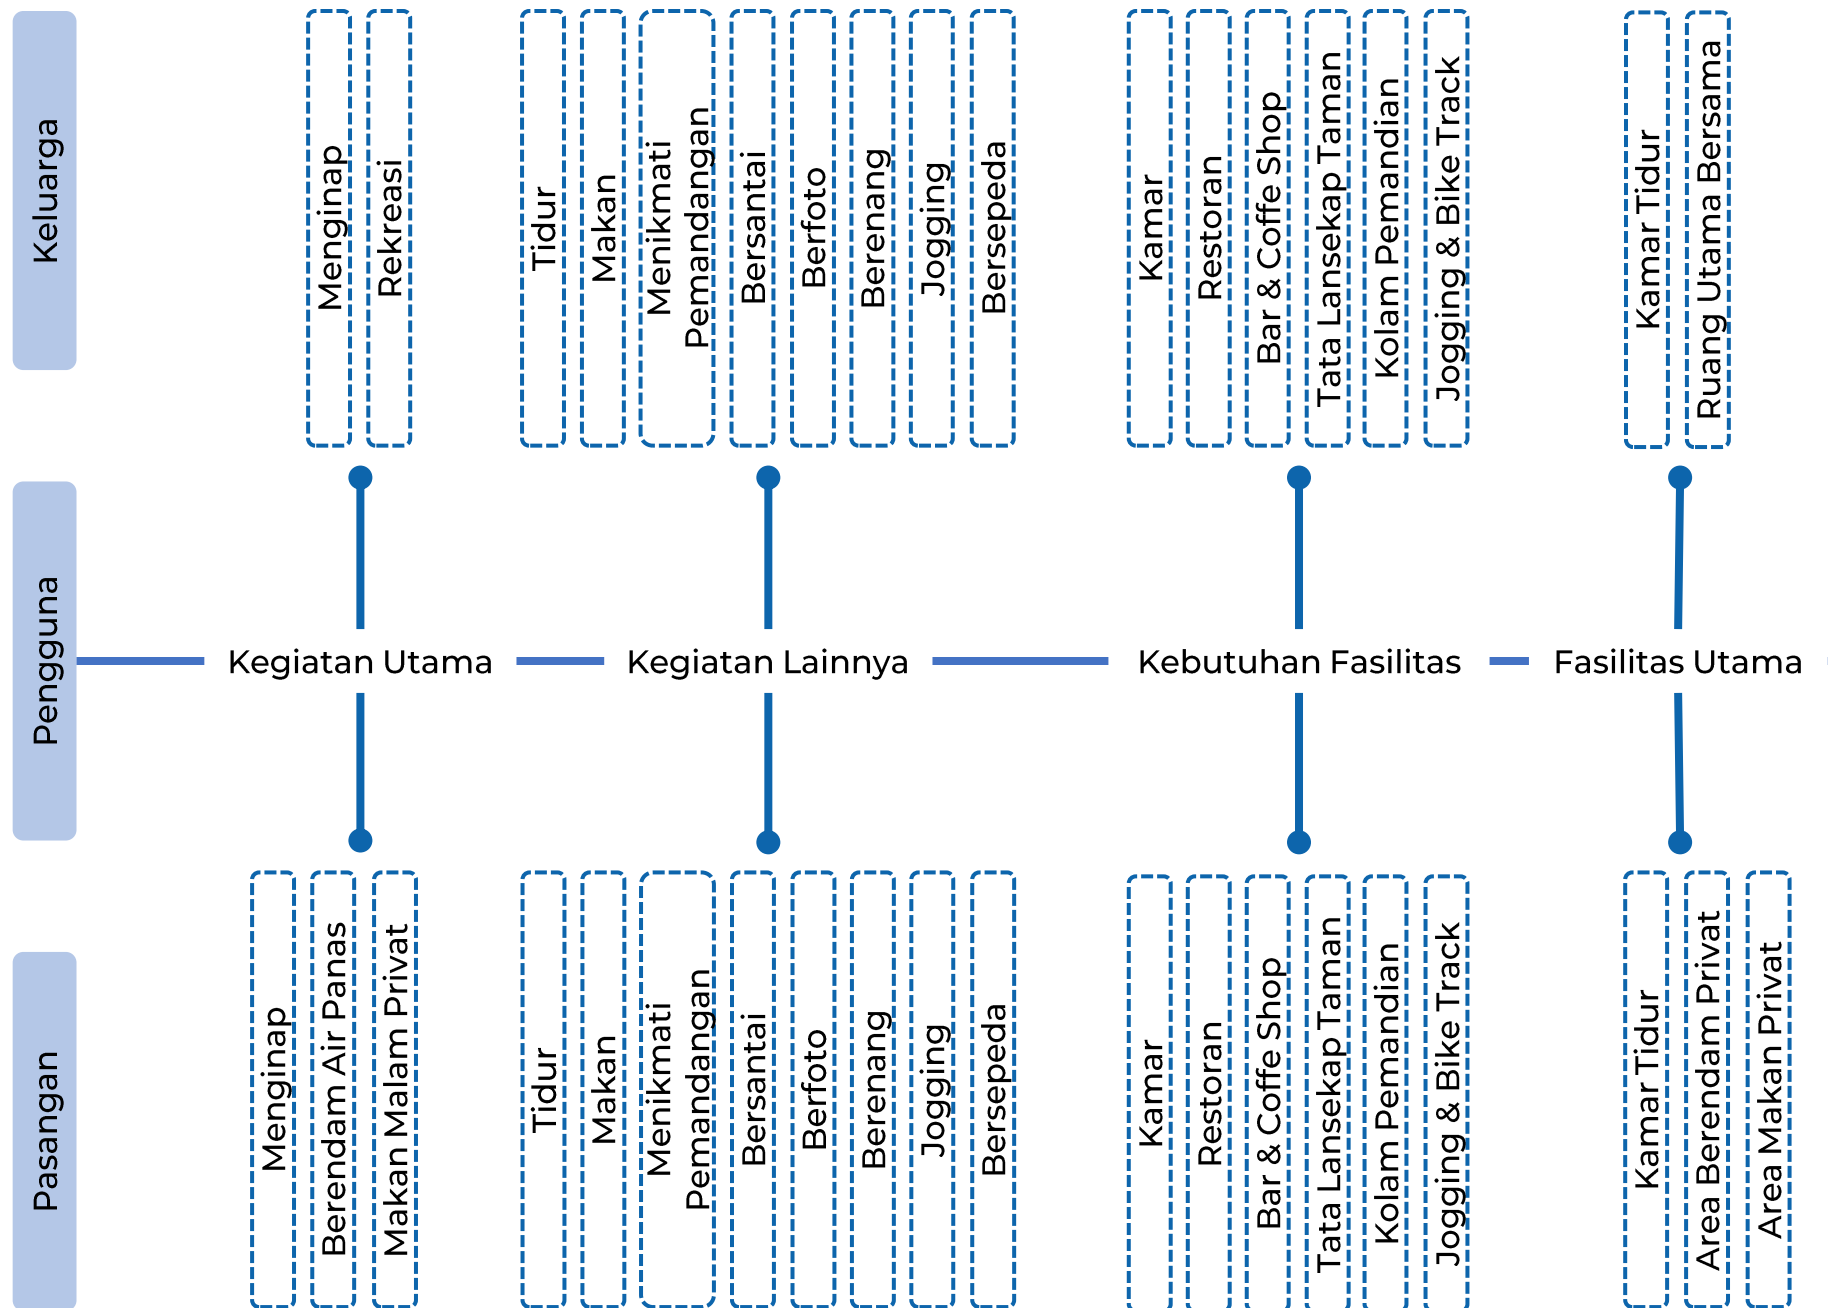 Keluarga
Menginap
Rekreasi
Tidur
Makan
Menikmati
Pemandangan
Bersantai
Berfoto
Berenang
Jogging
Bersepeda
Kamar
Restoran
Bar & Coffe Shop
Tata Lansekap Taman
Kolam Pemandian
Jogging & Bike Track
Kamar Tidur
Ruang Utama Bersama
Pengguna
Kegiatan Utama
Kegiatan Lainnya
Kebutuhan Fasilitas
Fasilitas Utama
Pasangan
Menginap
Berendam Air Panas
Makan Malam Privat
Tidur
Makan
Menikmati
Pemandangan
Bersantai
Berfoto
Berenang
Jogging
Bersepeda
Kamar
Restoran
Bar & Coffe Shop
Tata Lansekap Taman
Kolam Pemandian
Jogging & Bike Track
Kamar Tidur
Area Berendam Privat
Area Makan Privat